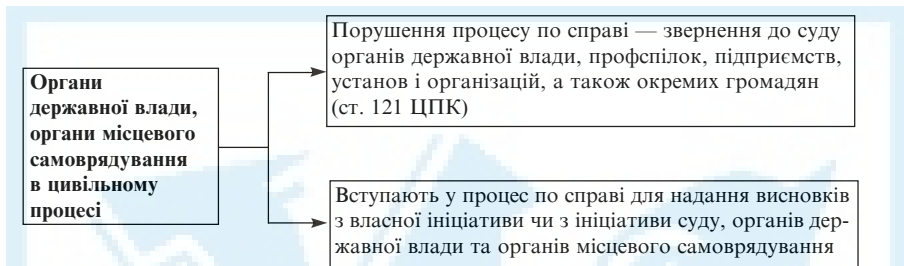 Порушення процесу по справі — звернення до суду
органів державної влади, профспілок, підприємств,
установ і організацій, а також окремих громадян
(ст. 121 ЦПК)
Органи
державної влади,
органи місцевого
самоврядування
в цивільному
процесі
Вступають у процес по справі для надання висновків
з власної ініціативи чи з ініціативи суду, органів дер-
жавної влади та органів місцевого самоврядування